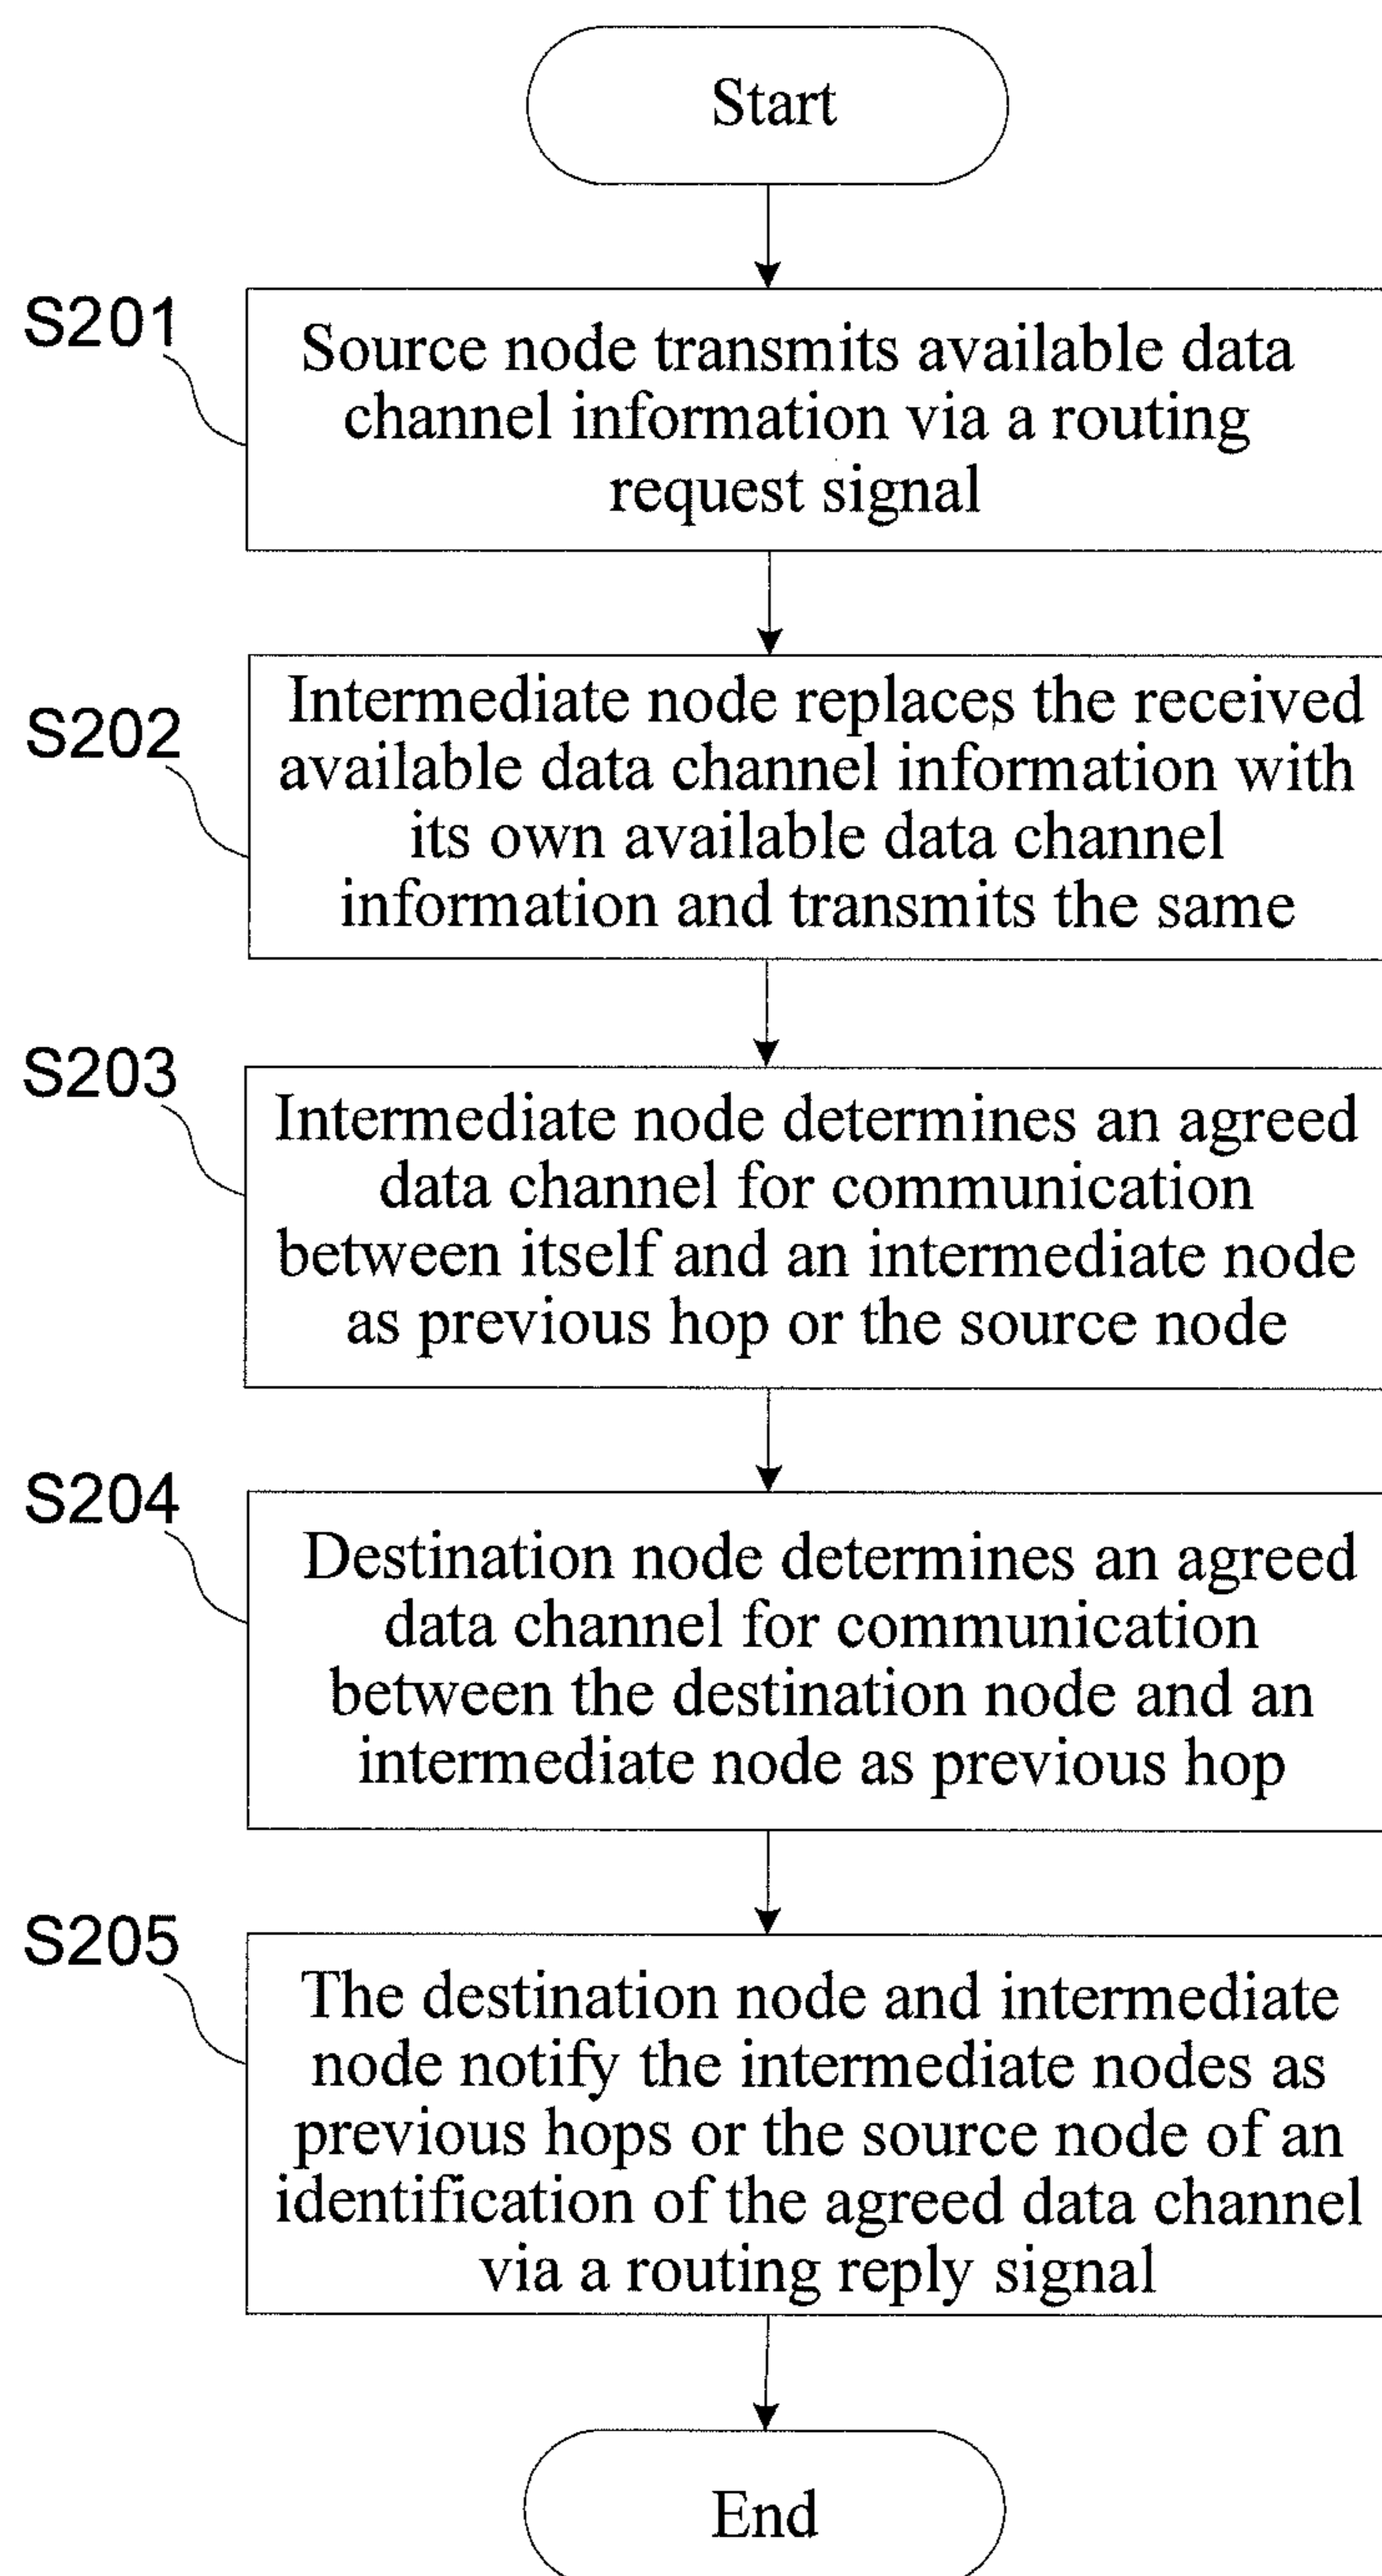 Start
S201
Source node transmits available data
channel information via a routing
request signal
S202
Intermediate node replaces the received
available data channel information with
its own available data channel
information and transmits the same
S203
Intermediate node determines an agreed
data channel for communication
between itself and an intermediate node
as previous hop or the source node
S204
Destination node determines an agreed
data channel for communication
between the destination node and an
intermediate node as previous hop
S205
The destination node and intermediate
node notify the intermediate nodes as
previous hops or the source node of an
identification of the agreed data channel
via a routing reply signal
End